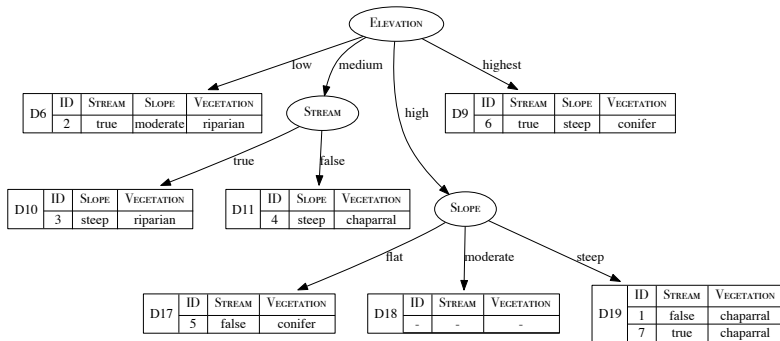 ELEVATION
low
medium
high
highest
D6
ID STREAM SLOPE VEGETATION
2 true moderate riparian
STREAM
D9
ID STREAM SLOPE VEGETATION
6 true steep conifer
true
false
D10
ID SLOPE VEGETATION
3 steep riparian
D11
ID SLOPE VEGETATION
4 steep chaparral
SLOPE
flat
moderate
steep
D17
ID STREAM VEGETATION
5 false conifer
D18
ID STREAM VEGETATION
- - -
D19
ID STREAM VEGETATION
1 false chaparral
7 true chaparral